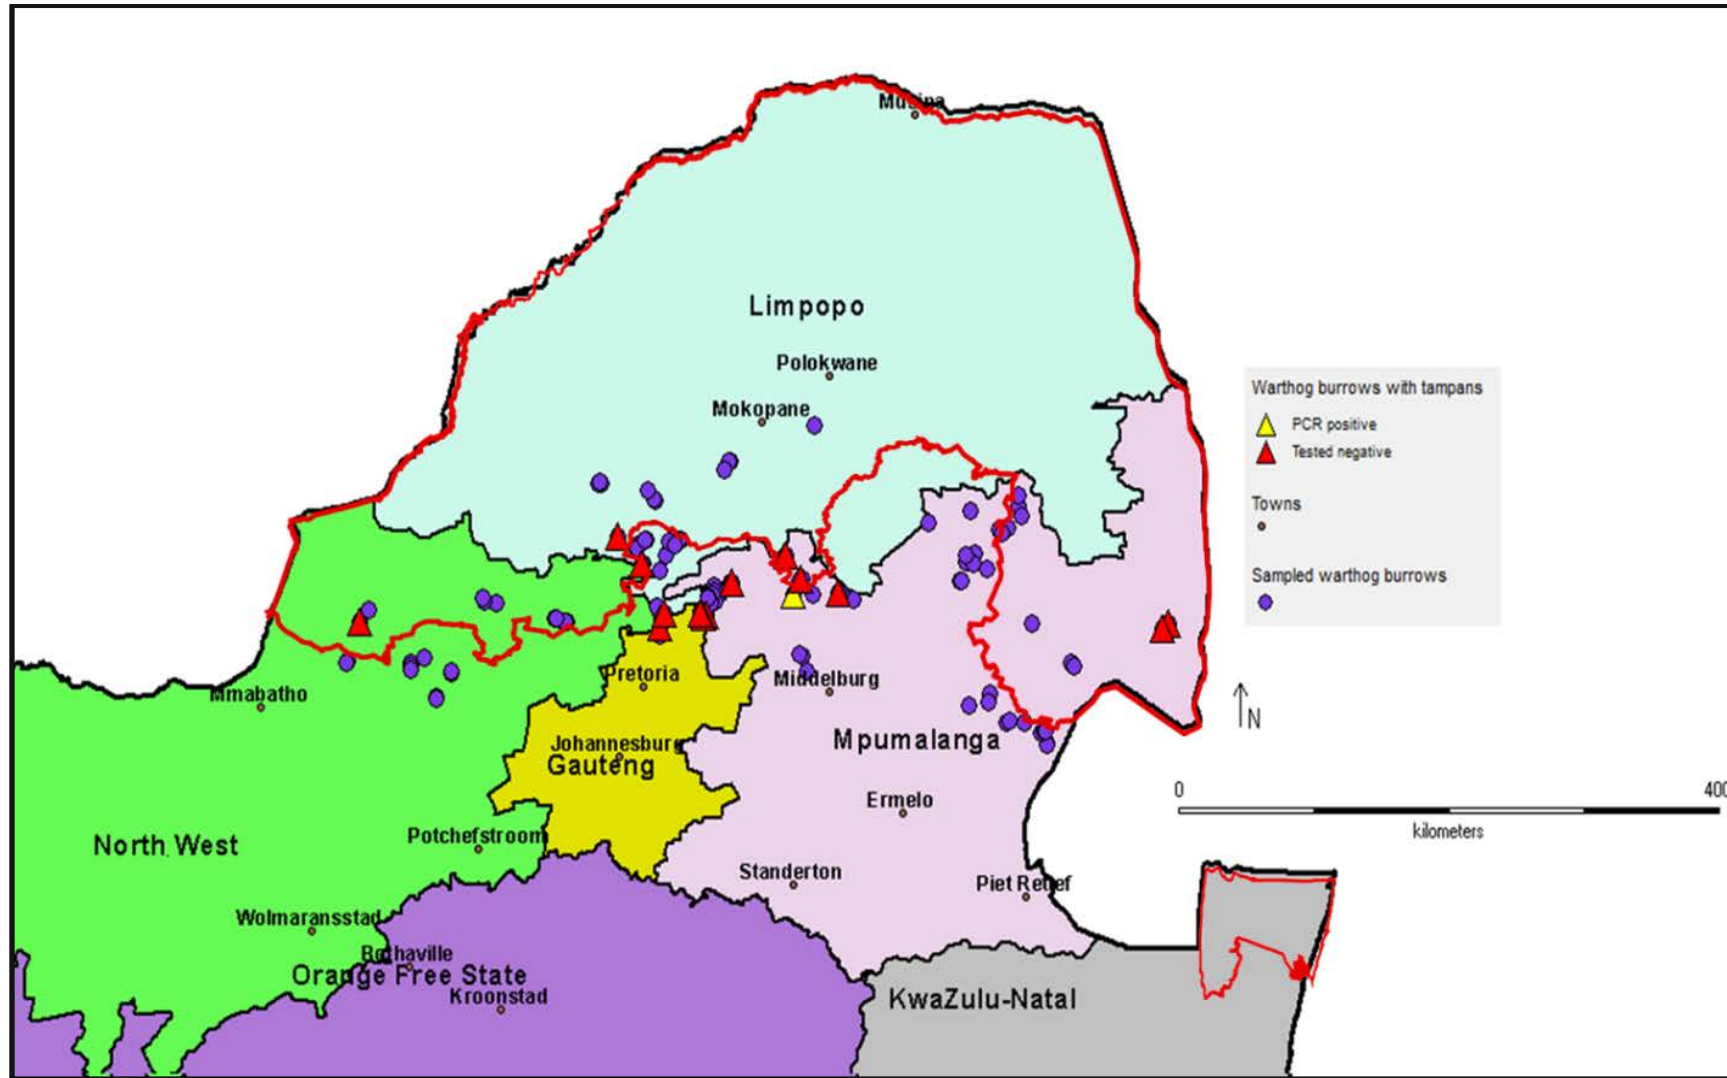 Musina
Limpopo
Polokwane
Mokopane
Warthog burrows with tampans
PCR positive
Tested negative
Towns
Sampled warthog burrows
Pretoria
Middelburg
Mmabatho
N
Johannesburg
Mpumalanga
Gauteng
Ermelo
0
400
kilometers
Potchefstroom
North West
Standerton
Piet Retief
Wolmaransstad
Bothaville
Orange Free State
Kroonstad
KwaZulu-Natal